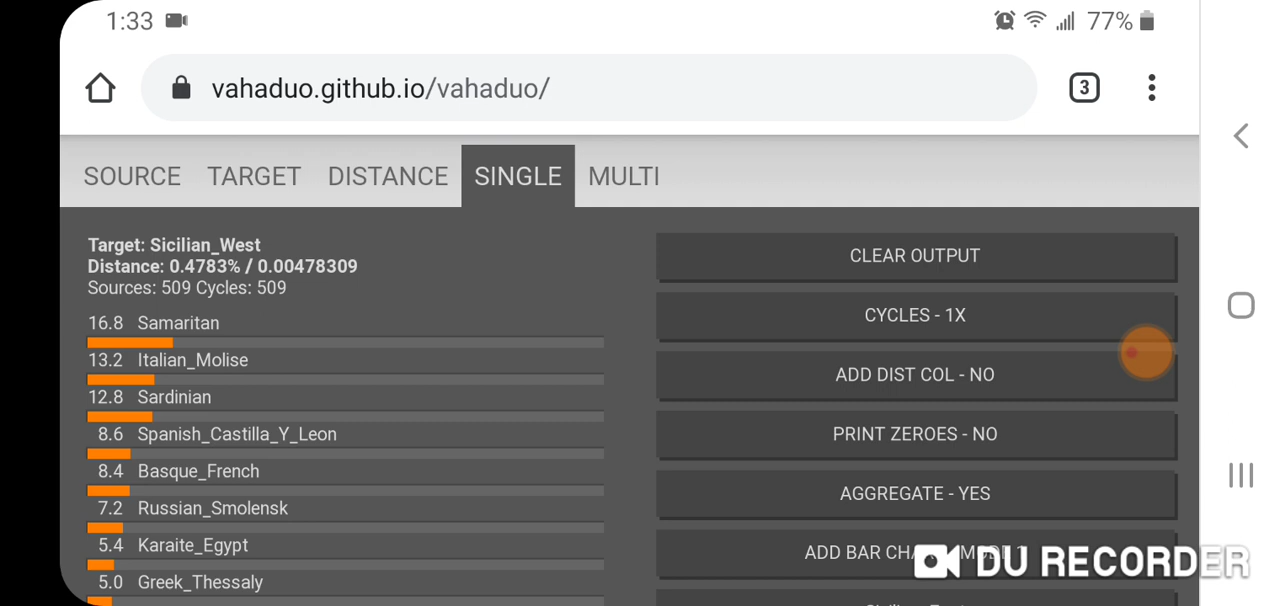 1:33
77%
vahaduo.github.io/vahaduo/
3
SOURCE TARGET DISTANCE SINGLE MULTI
Target: Sicilian_West
Distance: 0.4783% / 0.00478309
Sources: 509 Cycles: 509
16.8 Samaritan
13.2 Italian_Molise
12.8 Sardinian
8.6 Spanish_Castilla_Y_Leon
8.4 Basque_French
7.2 Russian_Smolensk
5.4 Karaite_Egypt
5.0 Greek_Thessaly
CLEAR OUTPUT
CYCLES - 1X
ADD DIST COL - NO
PRINT ZEROES - NO
AGGREGATE - YES
ADD BAR
DU RECORDER